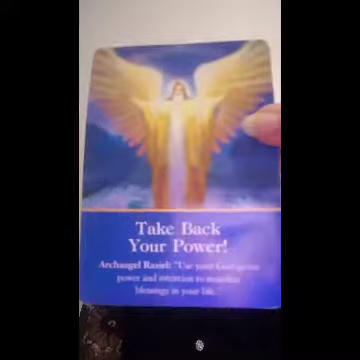 Take Back
Your Power!
Archangel Raziel: "Use your God-given
power and intention to manifest
blessings in your life."